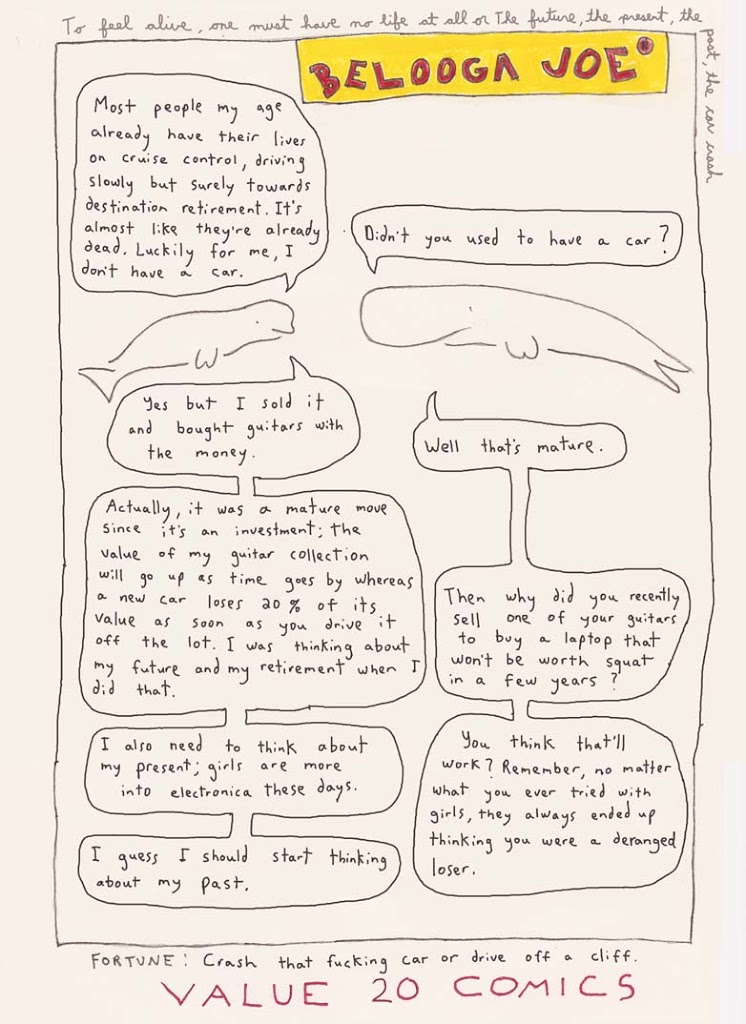 To feel alive, one must have no life at all or The future, the present, the
past, the car crash
BELOOGA JOE
Most people my age
already have their lives
on cruise control, driving
slowly but surely towards
destination retirement. It's
almost like they're already
dead. Luckily for me, I
don't have a car.
Didn't you used to have a car?
Yes but I sold it
and bought guitars with
the money.
Well that's mature.
Actually, it was a mature move
since it's an investment; the
value of my guitar collection
will go up as time goes by whereas
a new car loses 20% of its
value as soon as you drive it
off the lot. I was thinking about
my future and my retirement when I
did that.
Then why did you recently
sell one of your guitars
to buy a laptop that
won't be worth squat
in a few years?
I also need to think about
my present; girls are more
into electronica these days.
You think that'll
work? Remember, no matter
what you ever tried with
girls, they always ended up
thinking you were a deranged
loser.
I guess I should start thinking
about my past.
FORTUNE: Crash that fucking car or drive off a cliff.
VALUE 20 COMICS